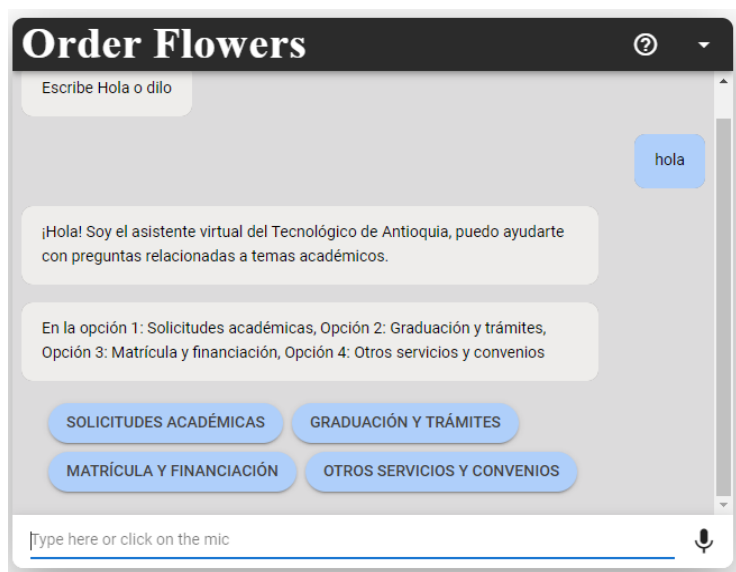 Order Flowers
Escribe Hola o dilo
hola
¡Hola! Soy el asistente virtual del Tecnológico de Antioquia, puedo ayudarte
con preguntas relacionadas a temas académicos.
En la opción 1: Solicitudes académicas, Opción 2: Graduación y trámites,
Opción 3: Matrícula y financiación, Opción 4: Otros servicios y convenios
SOLICITUDES ACADÉMICAS
GRADUACIÓN Y TRÁMITES
MATRÍCULA Y FINANCIACIÓN
OTROS SERVICIOS Y CONVENIOS
Type here or click on the mic